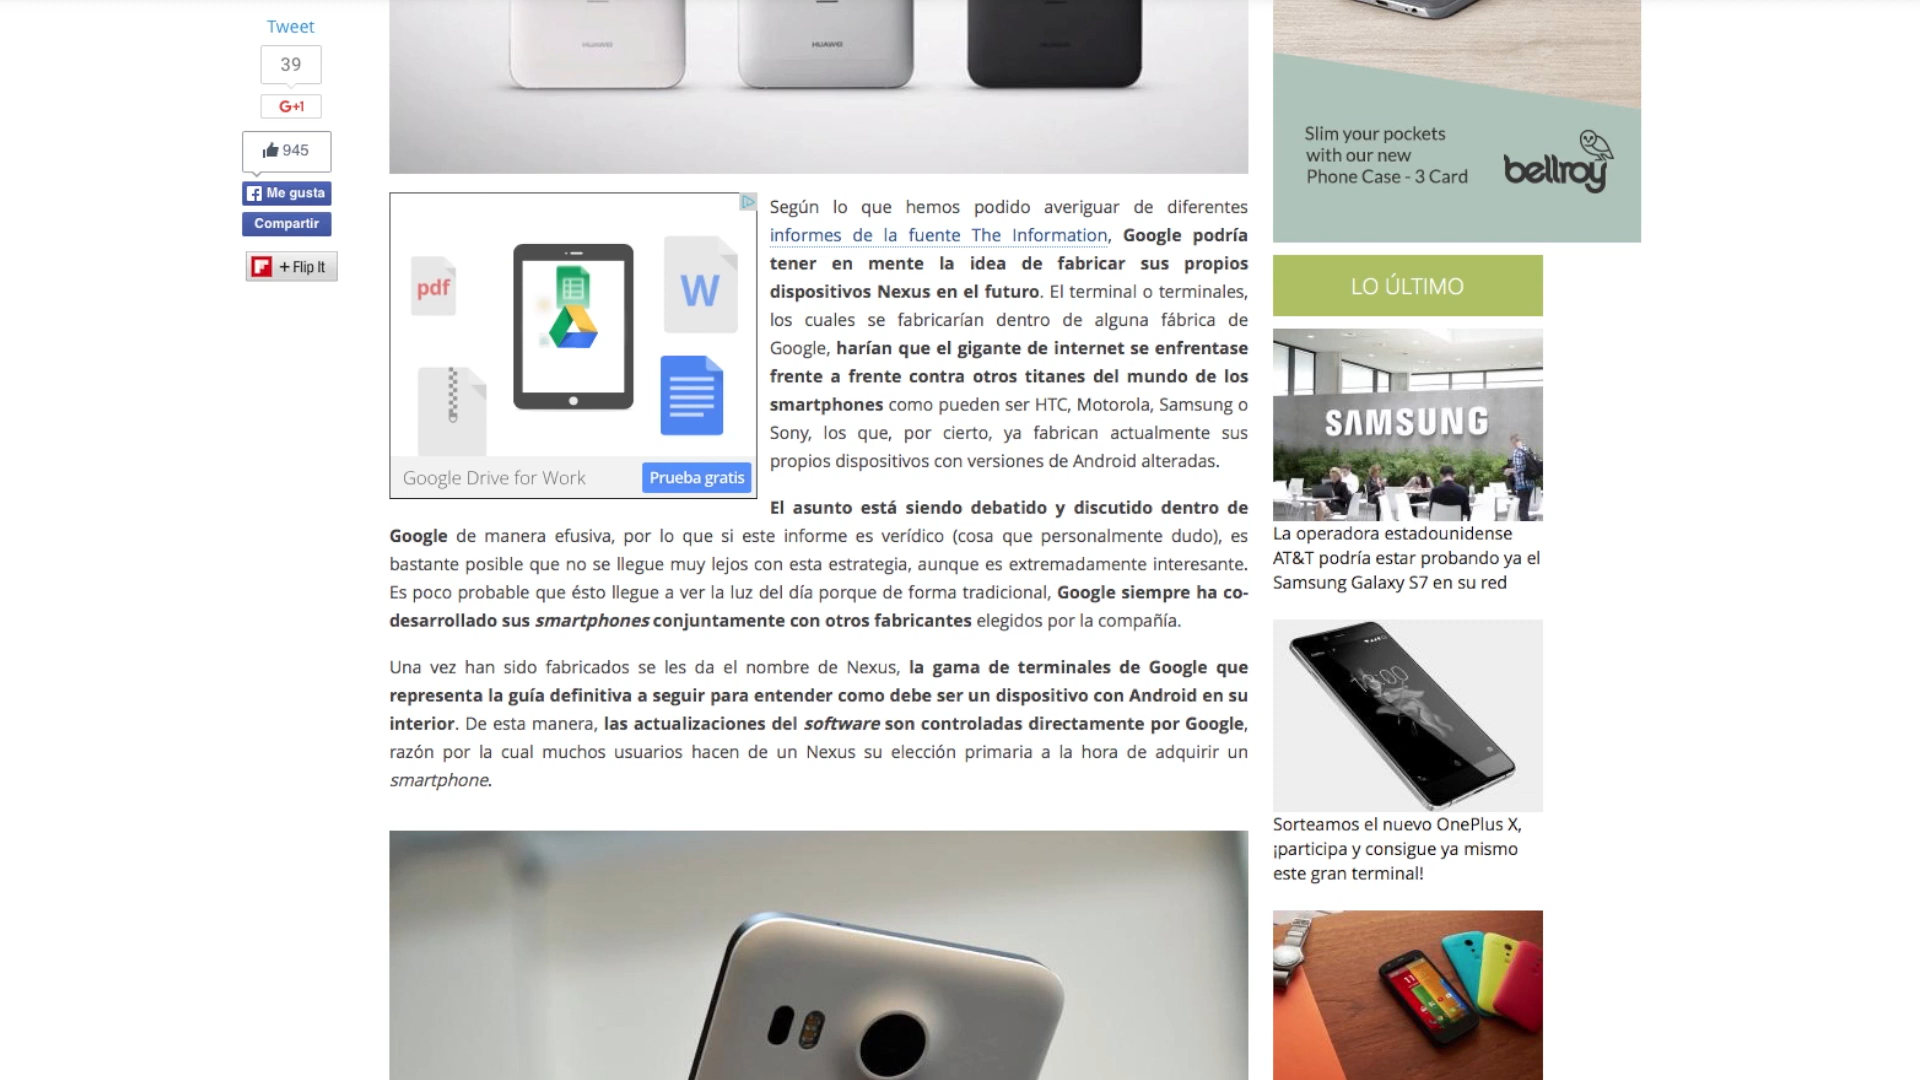 Tweet
39
G+1
945
Me gusta
Compartir
+ Flip It
HUAWEI
HUAWEI
HUAWEI
pdf
W
Google Drive for Work
Prueba gratis
Según lo que hemos podido averiguar de diferentes
informes de la fuente The Information, Google podría
tener en mente la idea de fabricar sus propios
dispositivos Nexus en el futuro. El terminal o terminales,
los cuales se fabricarían dentro de alguna fábrica de
Google, harían que el gigante de internet se enfrentase
frente a frente contra otros titanes del mundo de los
smartphones como pueden ser HTC, Motorola, Samsung o
Sony, los que, por cierto, ya fabrican actualmente sus
propios dispositivos con versiones de Android alteradas.
El asunto está siendo debatido y discutido dentro de
Google de manera efusiva, por lo que si este informe es verídico (cosa que personalmente dudo), es
bastante posible que no se llegue muy lejos con esta estrategia, aunque es extremadamente interesante.
Es poco probable que ésto llegue a ver la luz del día porque de forma tradicional, Google siempre ha co-
desarrollado sus smartphones conjuntamente con otros fabricantes elegidos por la compañía.
Una vez han sido fabricados se les da el nombre de Nexus, la gama de terminales de Google que
representa la guía definitiva a seguir para entender como debe ser un dispositivo con Android en su
interior. De esta manera, las actualizaciones del software son controladas directamente por Google,
razón por la cual muchos usuarios hacen de un Nexus su elección primaria a la hora de adquirir un
smartphone.
Slim your pockets
with our new
Phone Case - 3 Card
bellroy
LO ÚLTIMO
SAMSUNG
La operadora estadounidense
AT&T podría estar probando ya el
Samsung Galaxy S7 en su red
Sorteamos el nuevo OnePlus X,
¡participa y consigue ya mismo
este gran terminal!